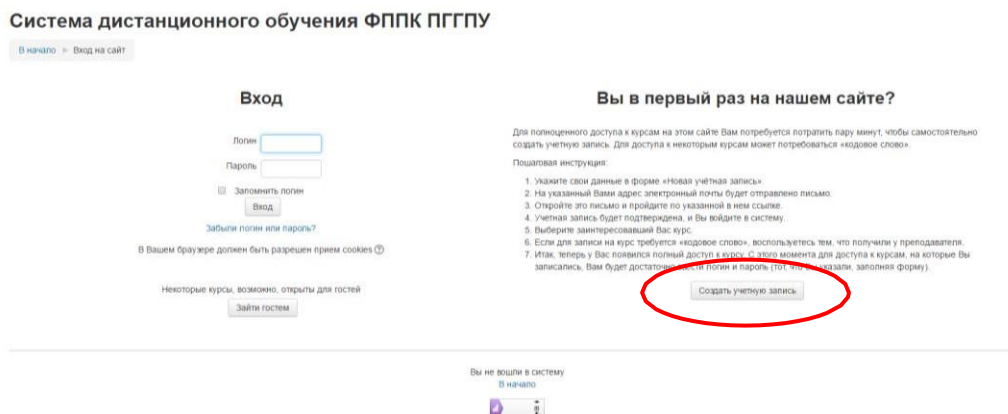 Система дистанционного обучения ФППК ПГГПУ
В начало ► Вход на сайт
Вход
Логин
Пароль
Запомнить логин
Вход
Забыли логин или пароль?
В Вашем браузере должен быть разрешен прием cookies
Некоторые курсы, возможно, открыты для гостей
Зайти гостем
Вы в первый раз на нашем сайте?
Для полноценного доступа к курсам на этом сайте Вам потребуется потратить пару минут, чтобы самостоятельно
создать учетную запись. Для доступа к некоторым курсам может потребоваться «кодовое слово».
Пошаговая инструкция:
1. Укажите свои данные в форме «Новая учётная запись».
2. На указанный Вами адрес электронный почты будет отправлено письмо.
3. Откройте это письмо и пройдите по указанной в нем ссылке.
4. Учетная запись будет подтверждена, и Вы войдите в систему.
5. Выберите заинтересовавший Вас курс.
6. Если для записи на курс требуется «кодовое слово», воспользуетесь тем, что получили у преподавателя.
7. Итак, теперь у Вас появился полный доступ к курсу. С этого момента для доступа к курсам, на которые Вы
записались, Вам будет достаточно ввести логин и пароль (тот, что Вы указали, заполняя форму).
Создать учетную запись
Вы не вошли в систему
В начало